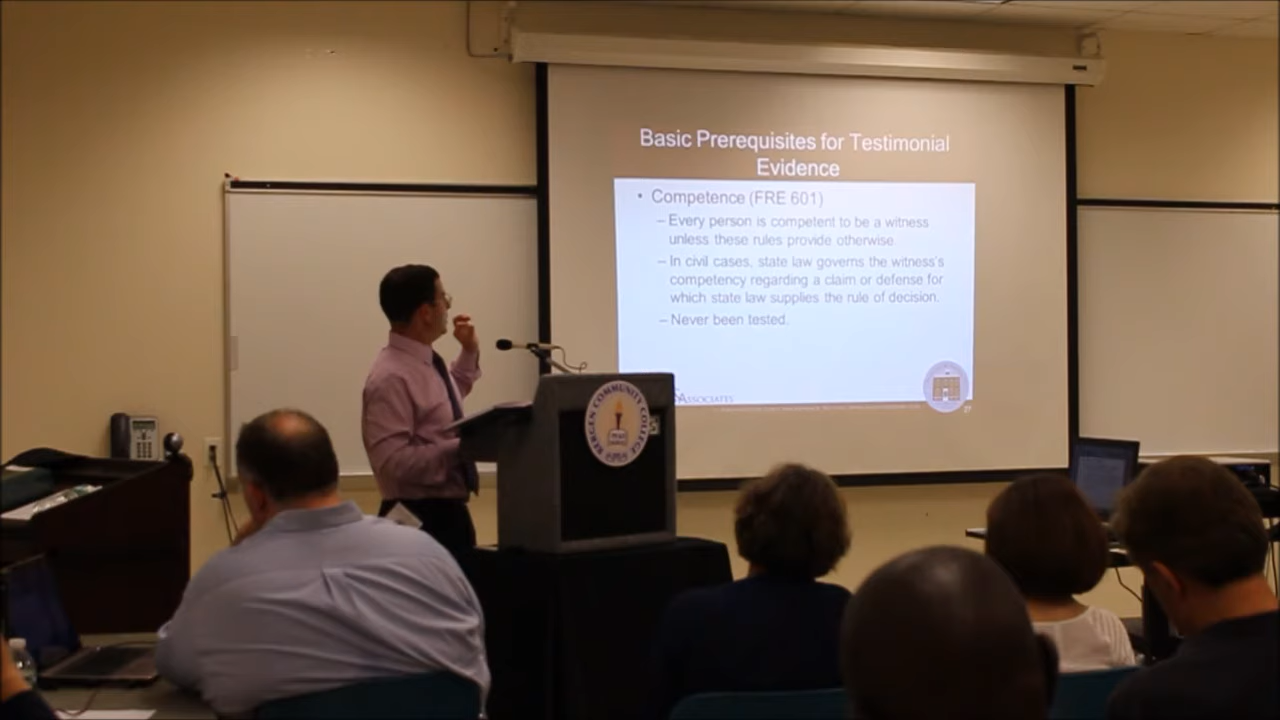 Basic Prerequisites for Testimonial
Evidence
• Competence (FRE 601)
– Every person is competent to be a witness
unless these rules provide otherwise.
– In civil cases, state law governs the witness's
competency regarding a claim or defense for
which state law supplies the rule of decision.
– Never been tested.
BERGEN COMMUNITY COLLEGE
ASSOCIATES